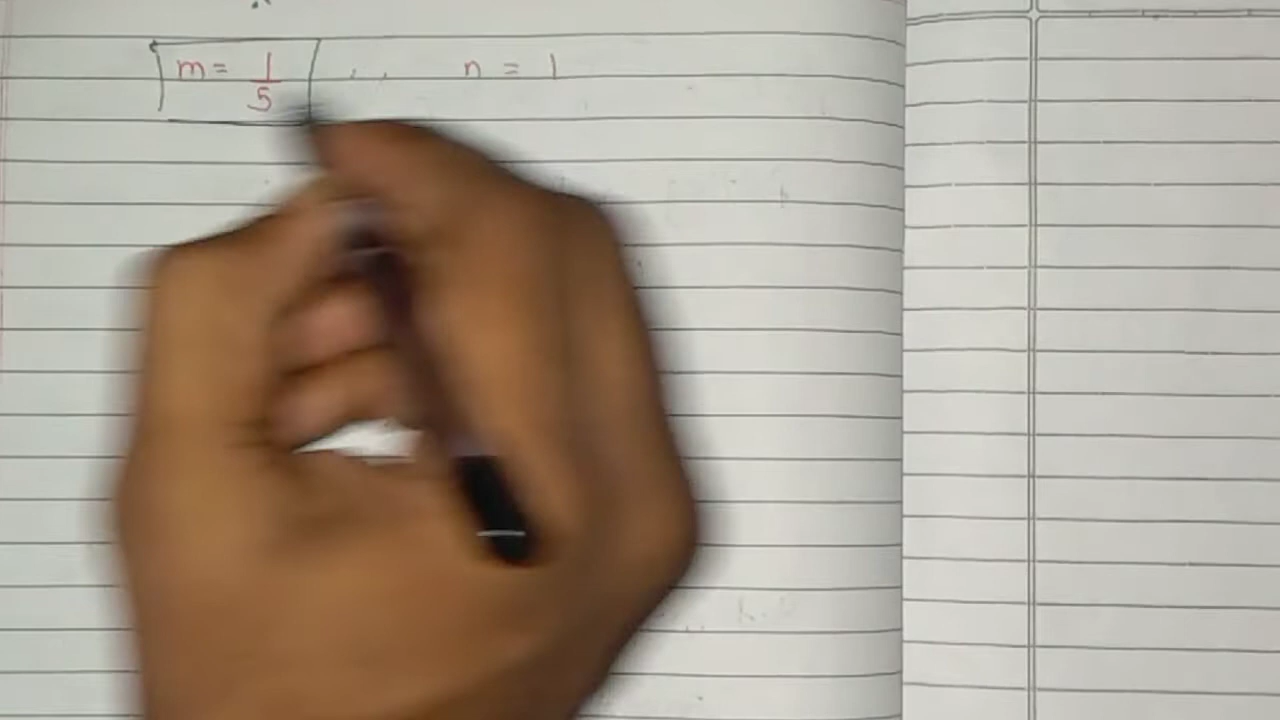 m = 1/5 , , n = 1